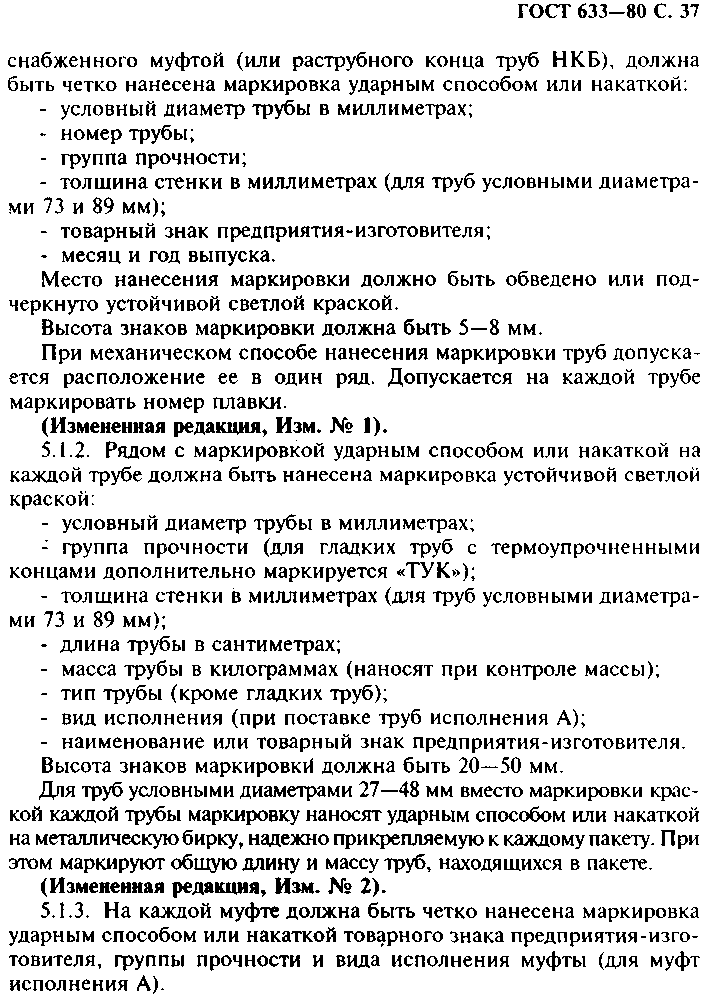 ГОСТ 633—80 С. 37
снабженного муфтой (или раструбного конца труб НКБ), должна
быть четко нанесена маркировка ударным способом или накаткой:
- условный диаметр трубы в миллиметрах;
- номер трубы;
- группа прочности;
- толщина стенки в миллиметрах (для труб условными диаметра-
ми 73 и 89 мм);
- товарный знак предприятия-изготовителя;
- месяц и год выпуска.
Место нанесения маркировки должно быть обведено или под-
черкнуто устойчивой светлой краской.
Высота знаков маркировки должна быть 5—8 мм.
При механическом способе нанесения маркировки труб допуска-
ется расположение ее в один ряд. Допускается на каждой трубе
маркировать номер плавки.
(Измененная редакция, Изм. № 1).
5.1.2. Рядом с маркировкой ударным способом или накаткой на
каждой трубе должна быть нанесена маркировка устойчивой светлой
краской:
- условный диаметр трубы в миллиметрах;
- группа прочности (для гладких труб с термоупрочненными
концами дополнительно маркируется «ТУК»);
- толщина стенки в миллиметрах (для труб условными диаметра-
ми 73 и 89 мм);
- длина трубы в сантиметрах;
- масса трубы в килограммах (наносят при контроле массы);
- тип трубы (кроме гладких труб);
- вид исполнения (при поставке труб исполнения А);
- наименование или товарный знак предприятия-изготовителя.
Высота знаков маркировки должна быть 20—50 мм.
Для труб условными диаметрами 27—48 мм вместо маркировки крас-
кой каждой трубы маркировку наносят ударным способом или накаткой
на металлическую бирку, надежно прикрепляемую к каждому пакету. При
этом маркируют общую длину и массу труб, находящихся в пакете.
(Измененная редакция, Изм. № 2).
5.1.3. На каждой муфте должна быть четко нанесена маркировка
ударным способом или накаткой товарного знака предприятия-изго-
товителя, группы прочности и вида исполнения муфты (для муфт
исполнения А).